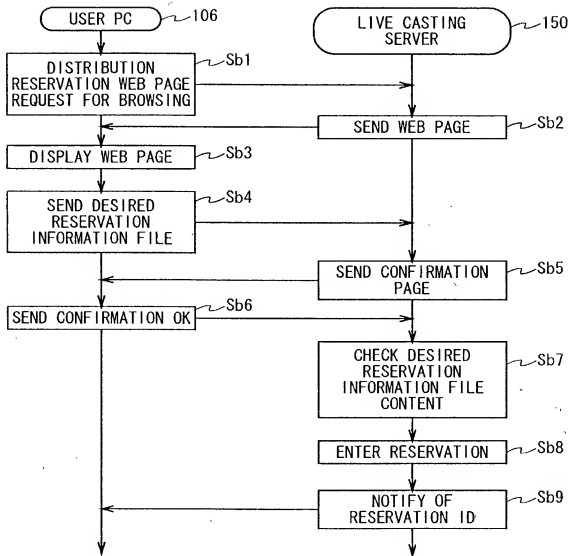 USER PC
106
LIVE CASTING
SERVER
150
DISTRIBUTION
RESERVATION WEB PAGE
REQUEST FOR BROWSING
Sb1
SEND WEB PAGE
Sb2
DISPLAY WEB PAGE
Sb3
SEND DESIRED
RESERVATION
INFORMATION FILE
Sb4
SEND CONFIRMATION
PAGE
Sb5
SEND CONFIRMATION OK
Sb6
CHECK DESIRED
RESERVATION
INFORMATION FILE
CONTENT
Sb7
ENTER RESERVATION
Sb8
NOTIFY OF
RESERVATION ID
Sb9